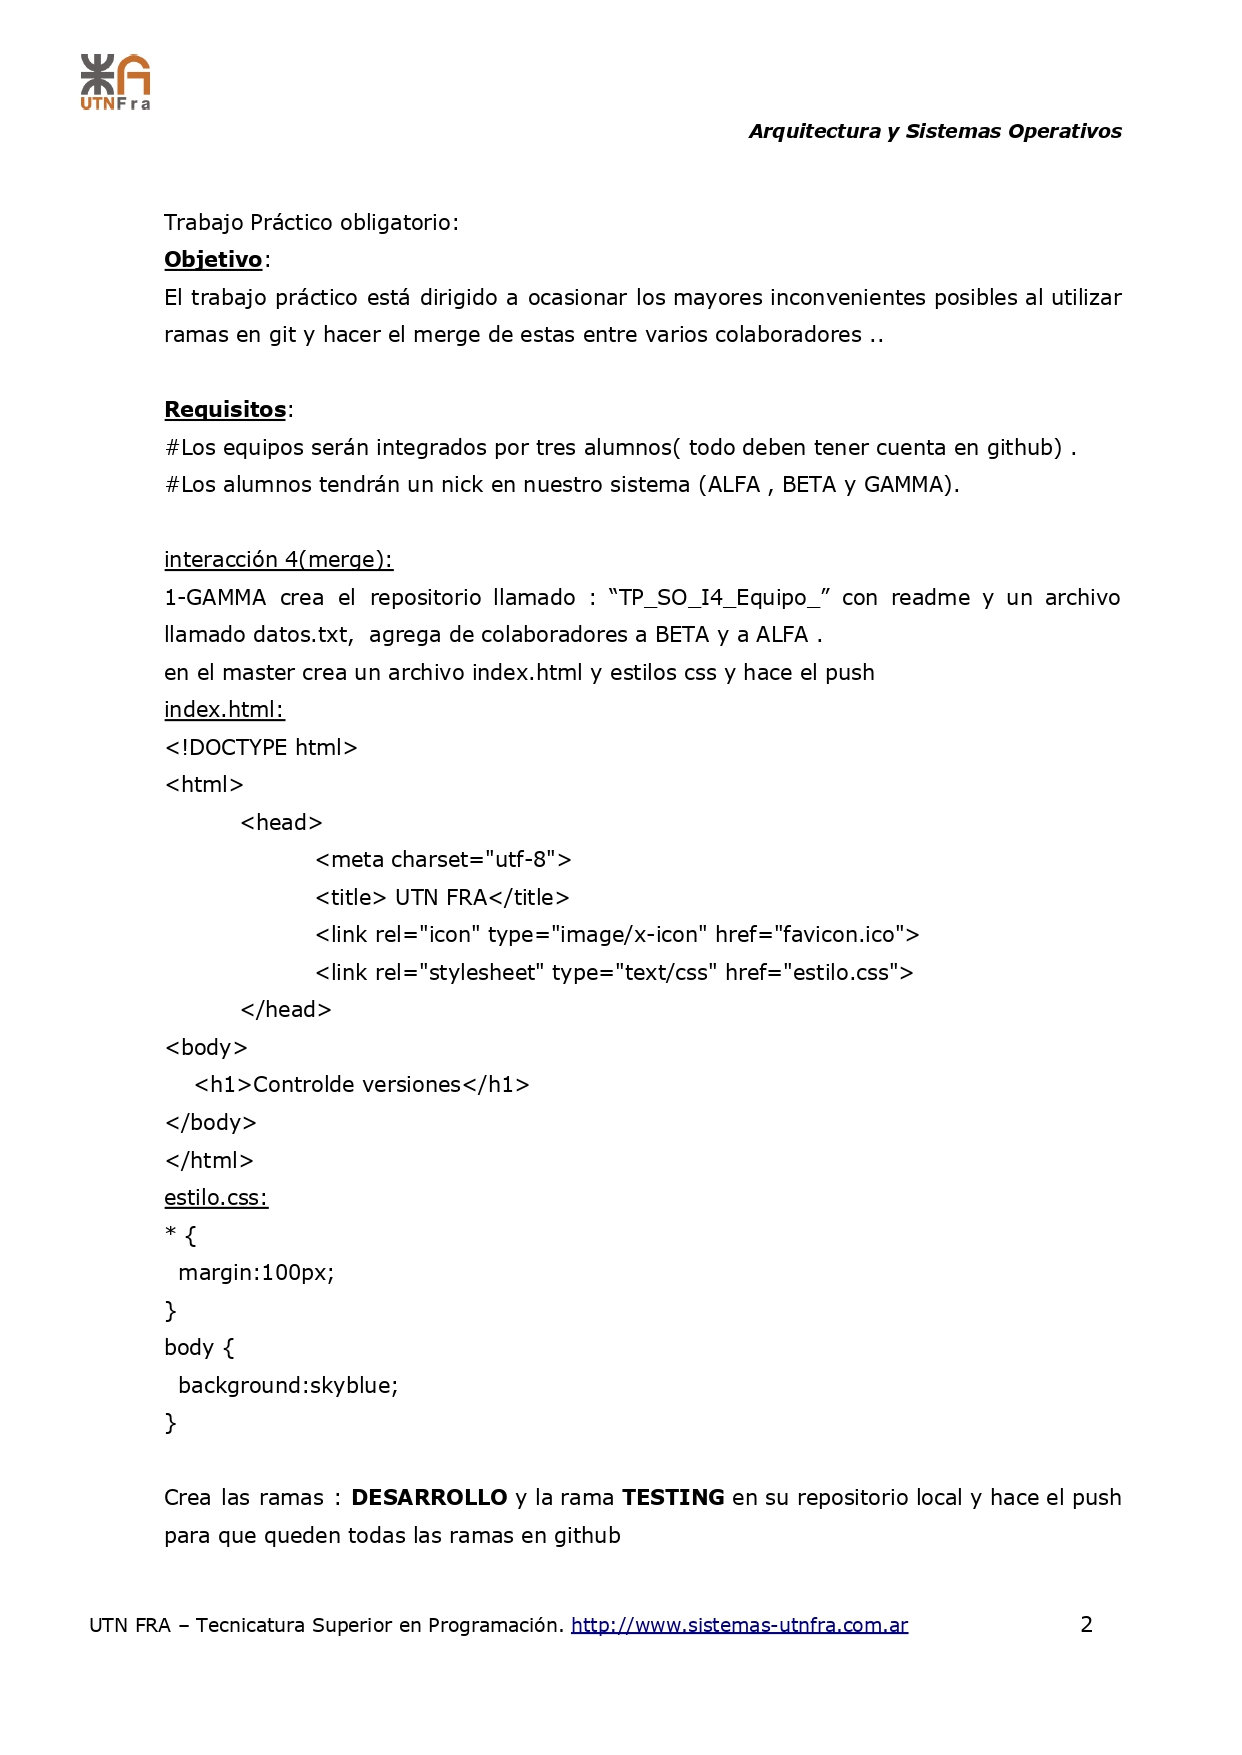 UTNFra
Arquitectura y Sistemas Operativos
Trabajo Práctico obligatorio:
Objetivo:
El trabajo práctico está dirigido a ocasionar los mayores inconvenientes posibles al utilizar
ramas en git y hacer el merge de estas entre varios colaboradores ..
Requisitos:
#Los equipos serán integrados por tres alumnos( todo deben tener cuenta en github) .
#Los alumnos tendrán un nick en nuestro sistema (ALFA , BETA y GAMMA).
interacción 4(merge):
1-GAMMA crea el repositorio llamado : “TP_SO_I4_Equipo_” con readme y un archivo
llamado datos.txt,  agrega de colaboradores a BETA y a ALFA .
en el master crea un archivo index.html y estilos css y hace el push
index.html:
<!DOCTYPE html>
<html>
<head>
<meta charset="utf-8">
<title> UTN FRA</title>
<link rel="icon" type="image/x-icon" href="favicon.ico">
<link rel="stylesheet" type="text/css" href="estilo.css">
</head>
<body>
<h1>Controlde versiones</h1>
</body>
</html>
estilo.css:
* {
margin:100px;
}
body {
background:skyblue;
}
Crea las ramas : DESARROLLO y la rama TESTING en su repositorio local y hace el push
para que queden todas las ramas en github
UTN FRA – Tecnicatura Superior en Programación. http://www.sistemas-utnfra.com.ar 2